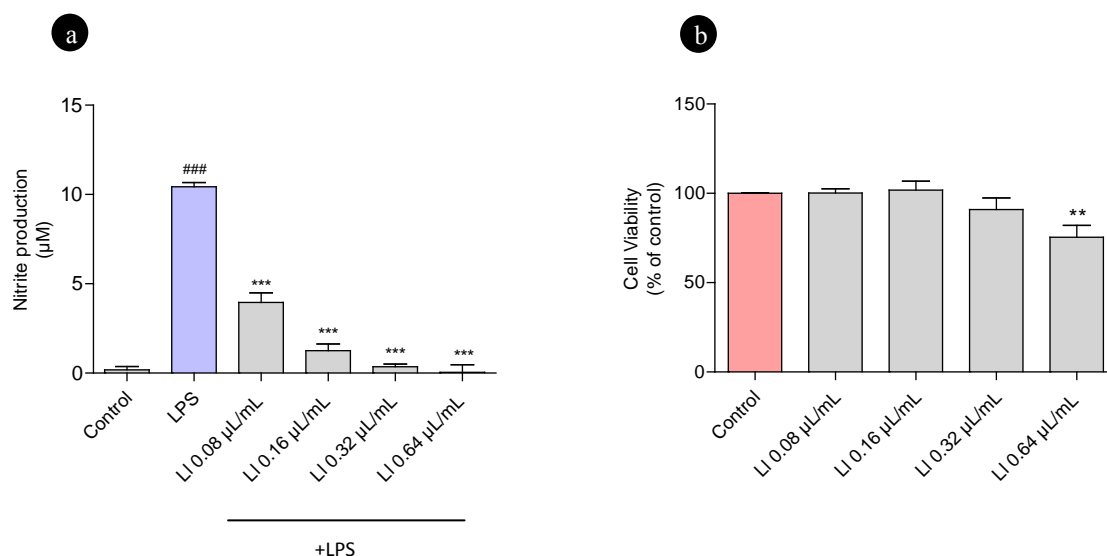 a
15
10
5
0
Nitrite production
(µM)
###
***
***
***
***
Control
LPS
LI 0.08 µL/mL
LI 0.16 µL/mL
LI 0.32 µL/mL
LI 0.64 µL/mL
+LPS
b
150
100
50
0
Cell Viability
(% of control)
**
Control
LI 0.08 µL/mL
LI 0.16 µL/mL
LI 0.32 µL/mL
LI 0.64 µL/mL